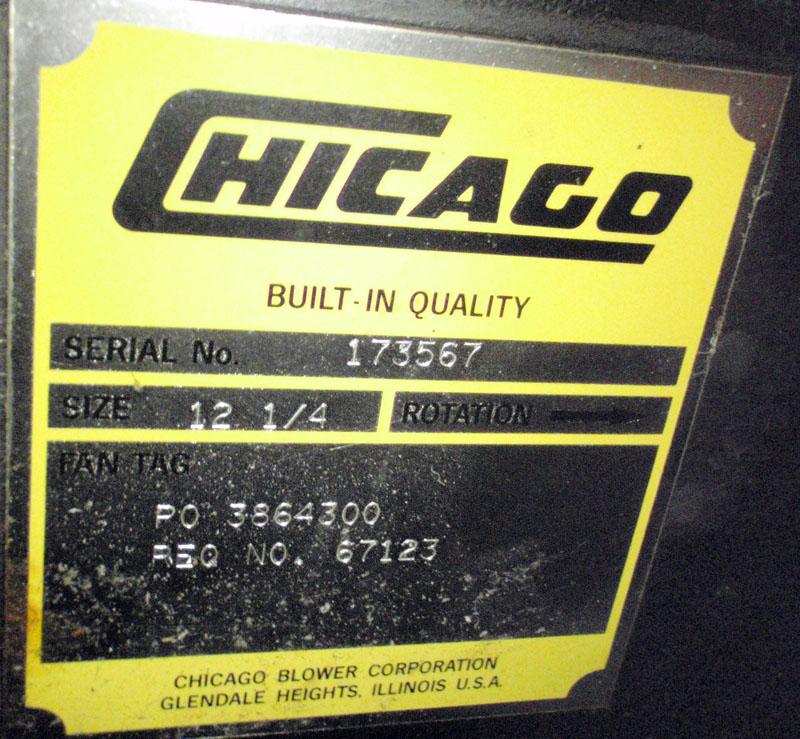 CHICAGO
BUILT-IN QUALITY
SERIAL No. 173567
SIZE 12 1/4 ROTATION
FAN TAG
PO 3864300
REQ NO. 67123
CHICAGO BLOWER CORPORATION
GLENDALE HEIGHTS, ILLINOIS U.S.A.